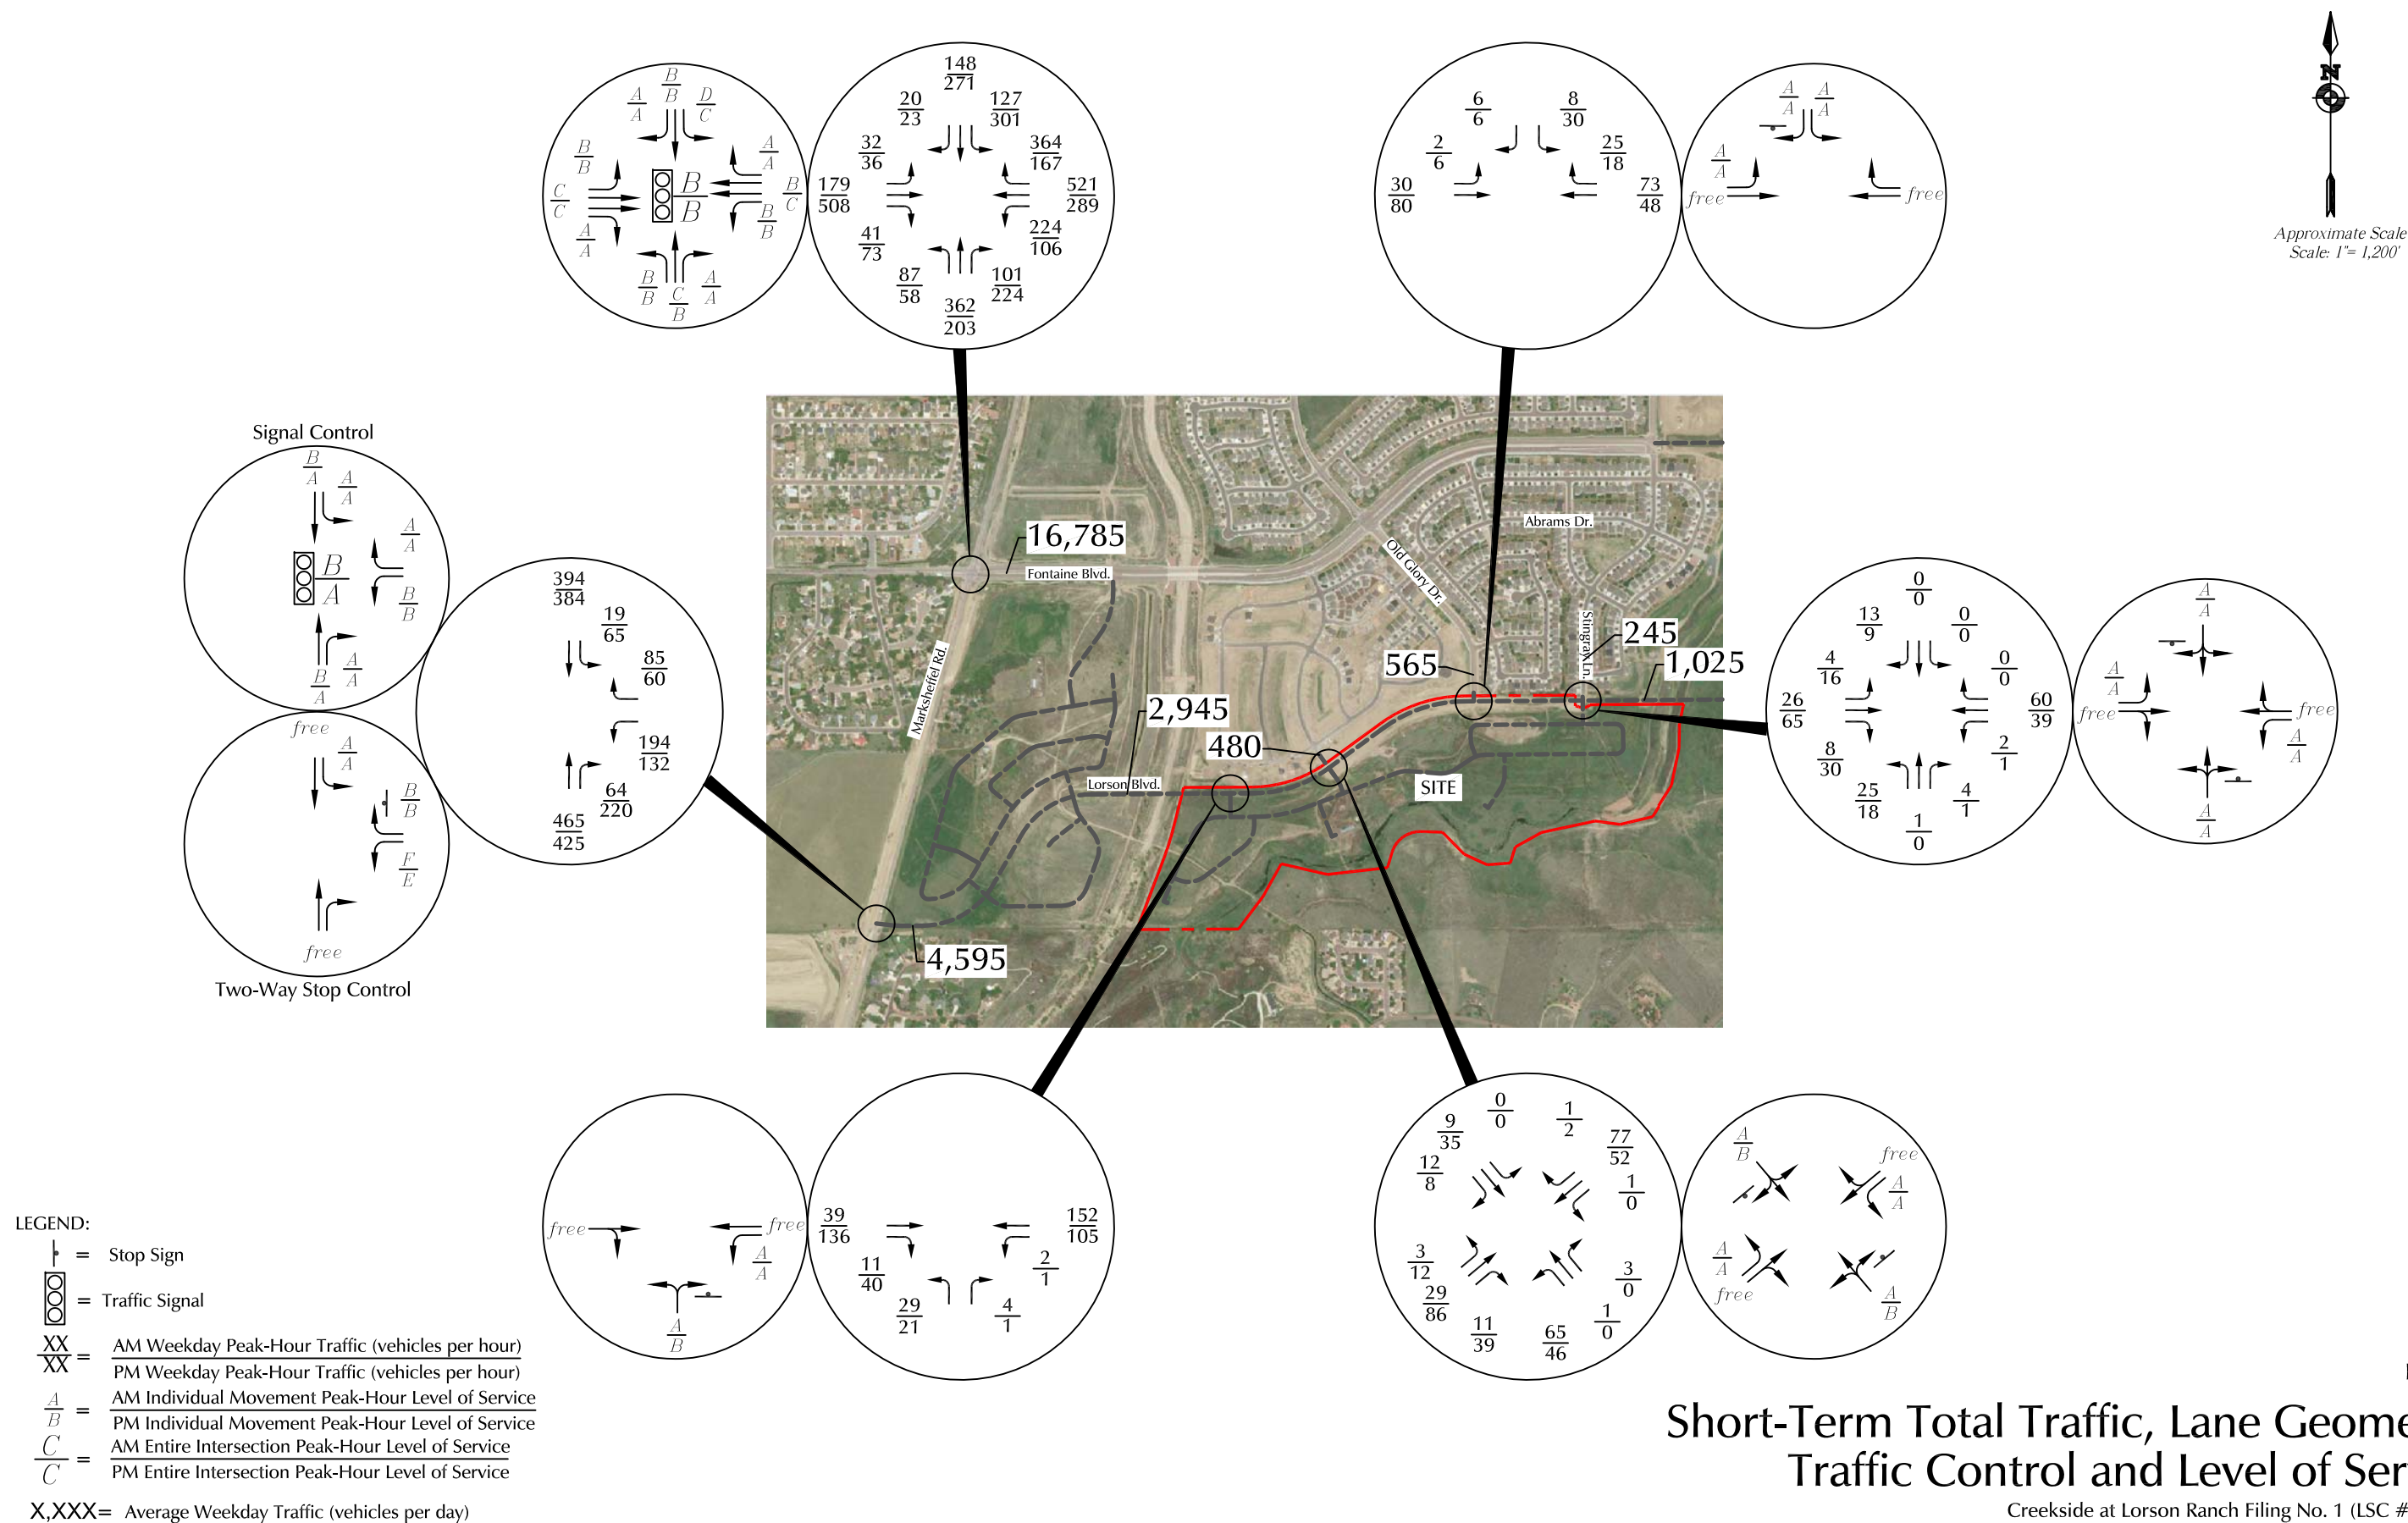 148
271
20
23
127
301
32
36
364
167
179
508
521
289
41
73
224
106
87
58
101
224
362
203
B
B
A
A
D
C
B
B
A
A
C
C
B
B
B
C
A
A
B
B
B
B
C
B
A
A
6
6
8
30
2
6
25
18
30
80
73
48
A
A
A
A
A
A
free
free
N
Approximate Scale
Scale: 1"= 1,200'
Signal Control
B
A
A
A
A
A
B
A
B
B
A
A
B
A
free
A
A
B
B
F
E
free
Two-Way Stop Control
394
384
19
65
85
60
194
132
64
220
465
425
16,785
Fontaine Blvd.
Abrams Dr.
Old Glory Dr.
Stingray Ln.
Marksheffel Rd.
245
1,025
565
2,945
480
Lorson Blvd.
SITE
4,595
0
0
13
9
0
0
4
16
0
0
26
65
60
39
8
30
2
1
25
18
4
1
1
0
A
A
A
A
free
free
A
A
A
A
free
free
A
A
A
B
39
136
152
105
11
40
2
1
29
21
4
1
0
0
9
35
1
2
77
52
12
8
1
0
3
12
3
0
29
86
1
0
11
39
65
46
A
B
free
A
A
A
A
free
A
B
LEGEND:
= Stop Sign
= Traffic Signal
XX
XX
=
AM Weekday Peak-Hour Traffic (vehicles per hour)
PM Weekday Peak-Hour Traffic (vehicles per hour)
A
B
=
AM Individual Movement Peak-Hour Level of Service
PM Individual Movement Peak-Hour Level of Service
C
C
=
AM Entire Intersection Peak-Hour Level of Service
PM Entire Intersection Peak-Hour Level of Service
X,XXX= Average Weekday Traffic (vehicles per day)
Short-Term Total Traffic, Lane Geome
Traffic Control and Level of Ser
Creekside at Lorson Ranch Filing No. 1 (LSC #